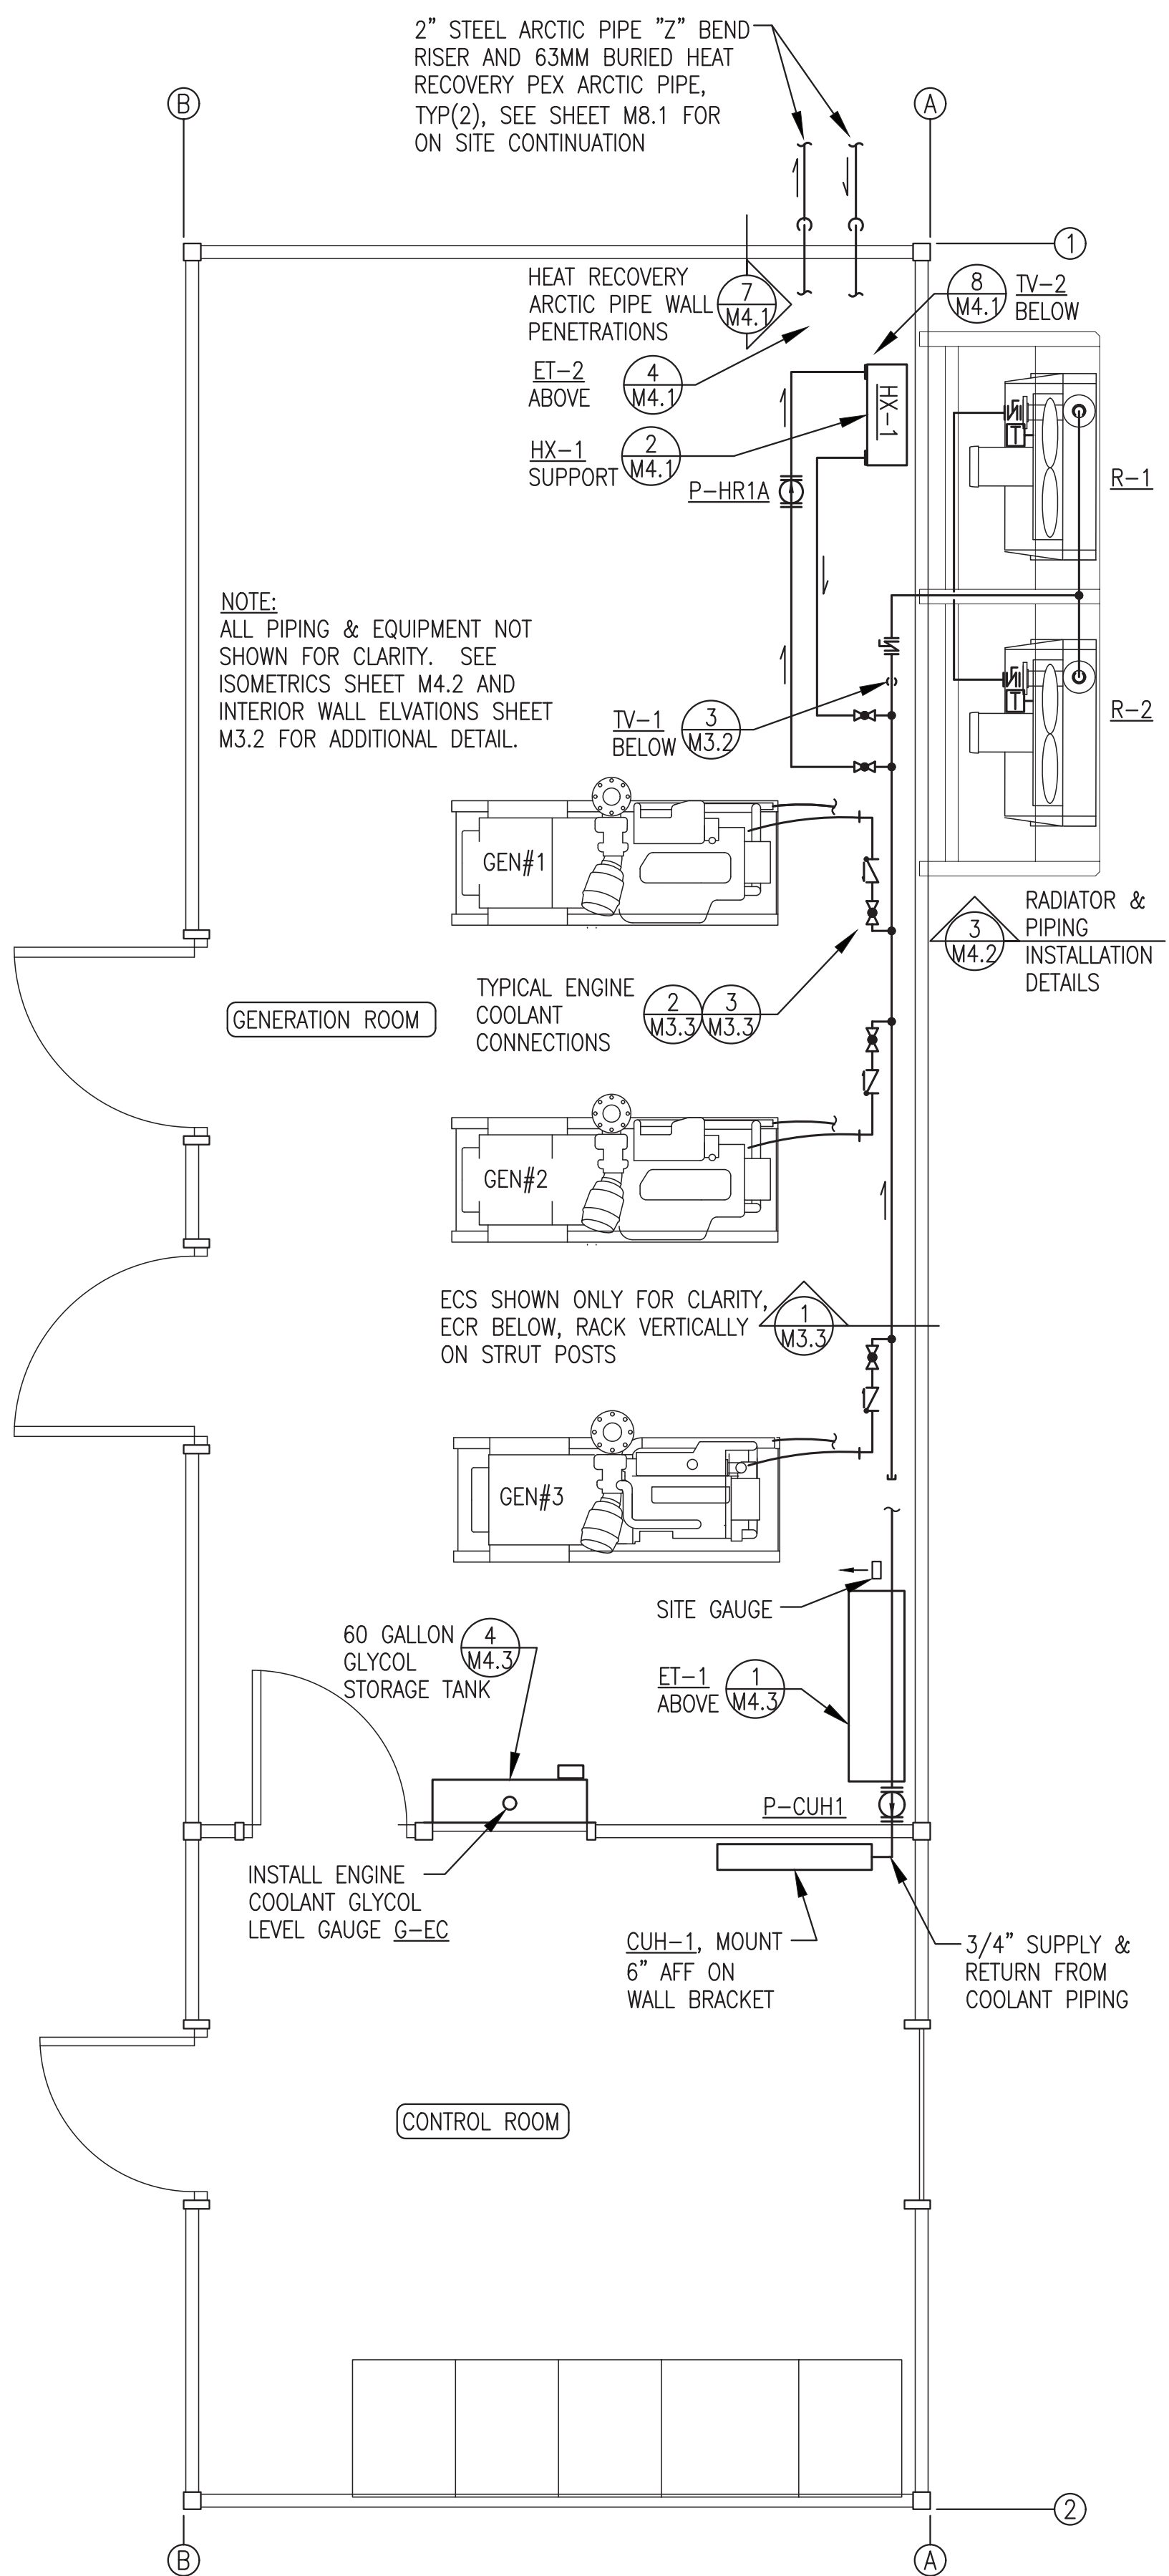 2” STEEL ARCTIC PIPE "Z" BEND
RISER AND 63MM BURIED HEAT
RECOVERY PEX ARCTIC PIPE,
TYP(2), SEE SHEET M8.1 FOR
ON SITE CONTINUATION
B
A
1
HEAT RECOVERY
ARCTIC PIPE WALL
PENETRATIONS
7
M4.1
8
M4.1
TV-2
BELOW
ET-2
ABOVE
4
M4.1
HX-1
SUPPORT
2
M4.1
HX-1
P-HR1A
R-1
NOTE:
ALL PIPING & EQUIPMENT NOT
SHOWN FOR CLARITY. SEE
ISOMETRICS SHEET M4.2 AND
INTERIOR WALL ELVATIONS SHEET
M3.2 FOR ADDITIONAL DETAIL.
T
T
TV-1
BELOW
3
M3.2
R-2
GEN#1
3
M4.2
RADIATOR &
PIPING
INSTALLATION
DETAILS
TYPICAL ENGINE
COOLANT
CONNECTIONS
2
M3.3
3
M3.3
GENERATION ROOM
GEN#2
ECS SHOWN ONLY FOR CLARITY,
ECR BELOW, RACK VERTICALLY
ON STRUT POSTS
1
M3.3
GEN#3
SITE GAUGE
60 GALLON
GLYCOL
STORAGE TANK
4
M4.3
ET-1
ABOVE
1
M4.3
P-CUH1
INSTALL ENGINE
COOLANT GLYCOL
LEVEL GAUGE G-EC
CUH-1, MOUNT
6” AFF ON
WALL BRACKET
3/4” SUPPLY &
RETURN FROM
COOLANT PIPING
CONTROL ROOM
2
B
A